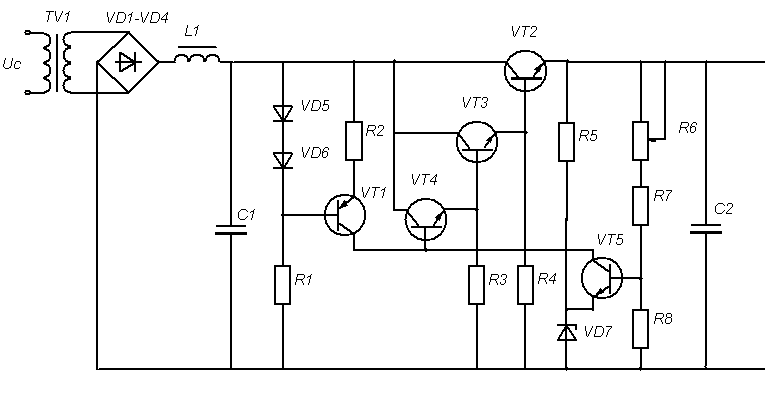 TV1 VD1-VD4 L1 VT2
Uc
VT3
VD5 R2 R5 R6
VD6
VT4 VT1 R7
C1 C2
VT5
R1 R3 R4
VD7 R8